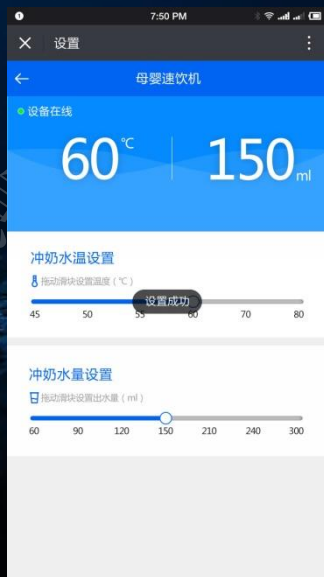 7:50 PM
设置
母婴速饮机
设备在线
60℃
150ml
冲奶水温设置
拖动滑块设置温度（℃）
设置成功
45 50 55 60 70 80
冲奶水量设置
拖动滑块设置出水量（ml）
60 90 120 150 210 240 300